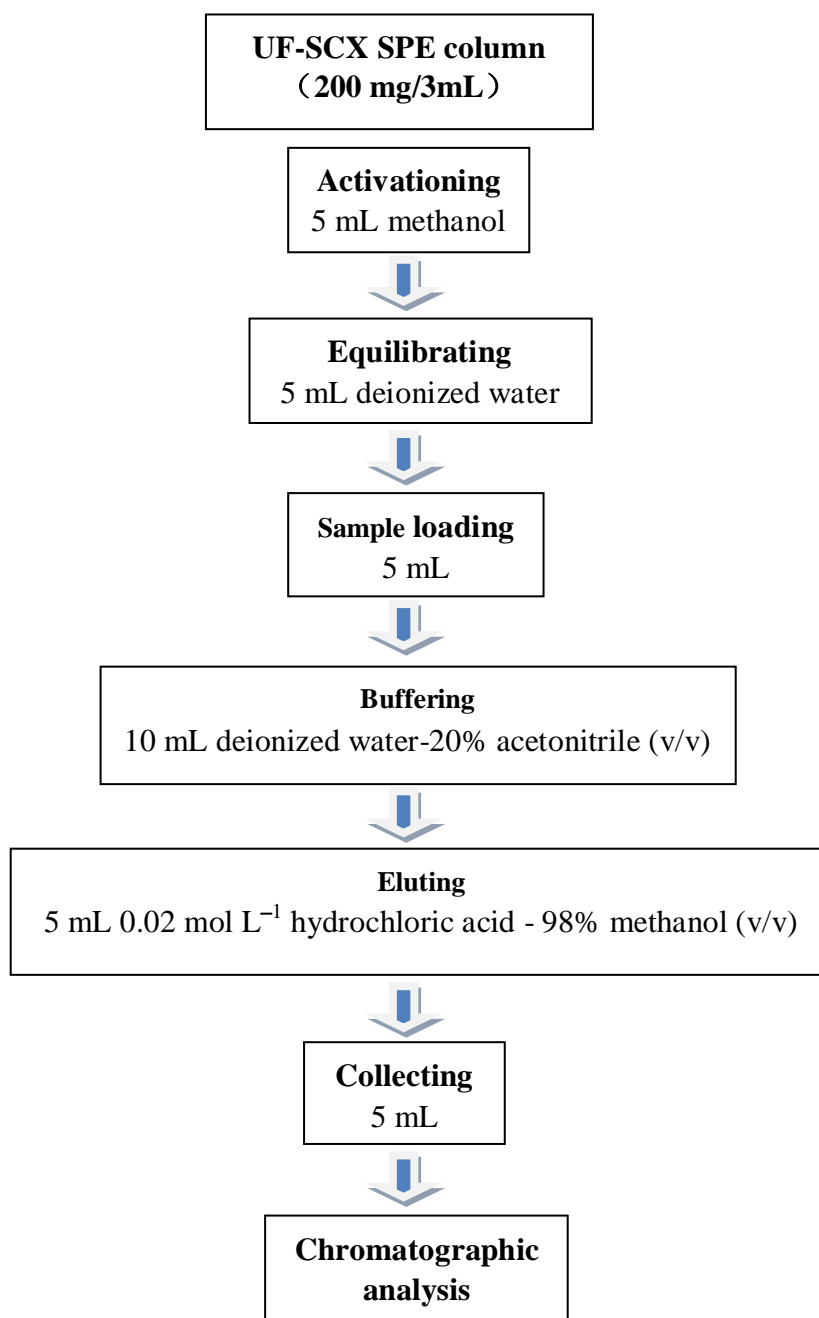 UF-SCX SPE column
（200 mg/3mL）
Activationing
5 mL methanol
Equilibrating
5 mL deionized water
Sample loading
5 mL
Buffering
10 mL deionized water-20% acetonitrile (v/v)
Eluting
5 mL 0.02 mol L⁻¹ hydrochloric acid - 98% methanol (v/v)
Collecting
5 mL
Chromatographic
analysis